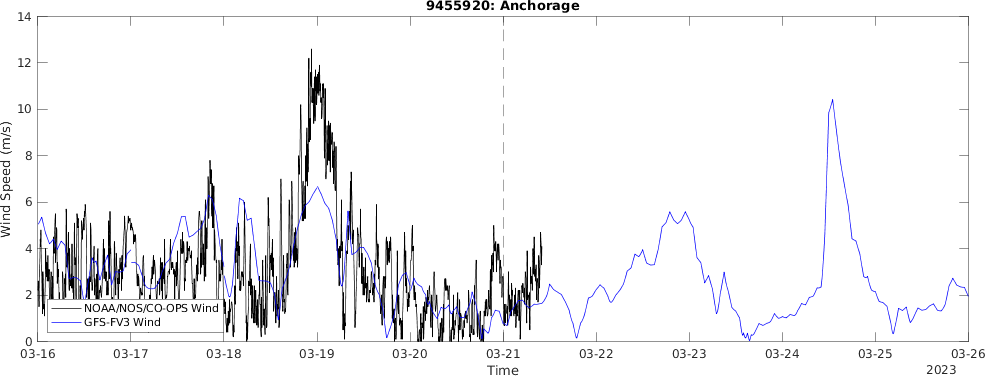 9455920: Anchorage
Wind Speed (m/s)
14
12
10
8
6
4
2
0
NOAA/NOS/CO-OPS Wind
GFS-FV3 Wind
03-16 03-17 03-18 03-19 03-20 03-21 03-22 03-23 03-24 03-25 03-26
Time
2023